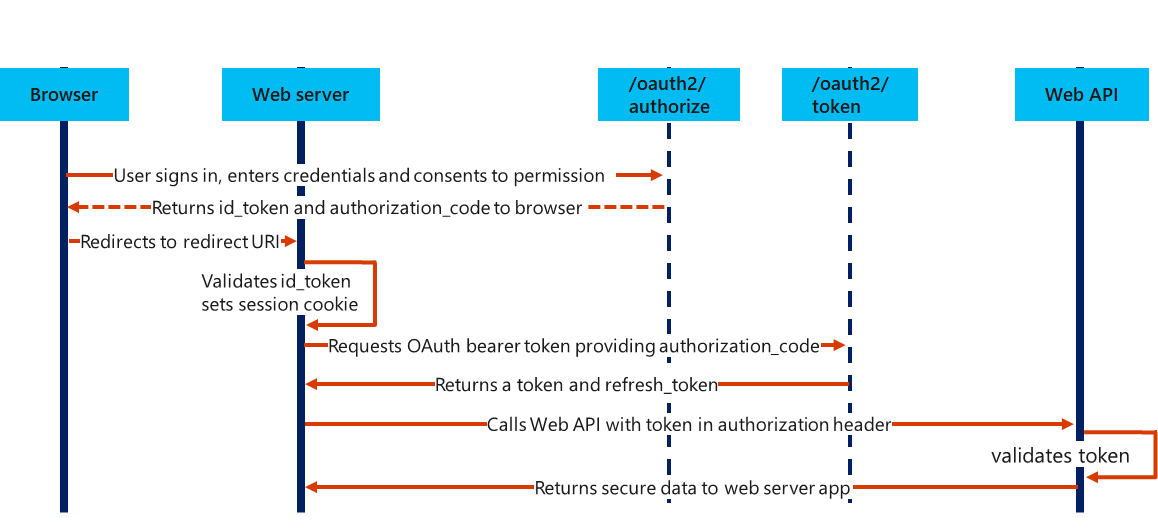 Browser
Web server
/oauth2/
authorize
/oauth2/
token
Web API
User signs in, enters credentials and consents to permission
Returns id_token and authorization_code to browser
Redirects to redirect URI
Validates id_token
sets session cookie
Requests OAuth bearer token providing authorization_code
Returns a token and refresh_token
Calls Web API with token in authorization header
validates token
Returns secure data to web server app